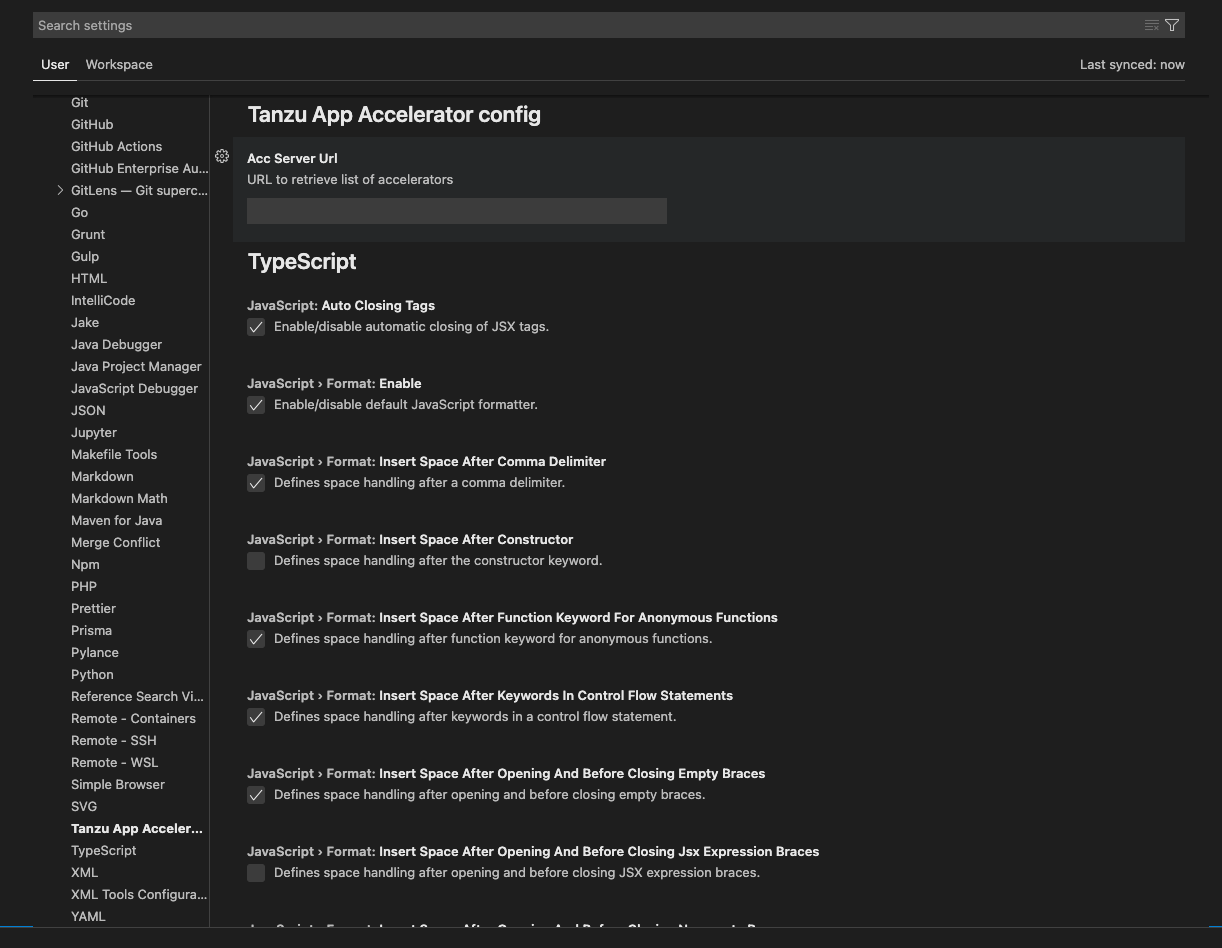 Search settings
User
Workspace
Last synced: now
Git
GitHub
GitHub Actions
GitHub Enterprise Au...
GitLens — Git superc...
Go
Grunt
Gulp
HTML
IntelliCode
Jake
Java Debugger
Java Project Manager
JavaScript Debugger
JSON
Jupyter
Makefile Tools
Markdown
Markdown Math
Maven for Java
Merge Conflict
Npm
PHP
Prettier
Prisma
Pylance
Python
Reference Search Vi...
Remote - Containers
Remote - SSH
Remote - WSL
Simple Browser
SVG
Tanzu App Acceler...
TypeScript
XML
XML Tools Configura...
YAML
Tanzu App Accelerator config
Acc Server Url
URL to retrieve list of accelerators
TypeScript
JavaScript: Auto Closing Tags
Enable/disable automatic closing of JSX tags.
JavaScript › Format: Enable
Enable/disable default JavaScript formatter.
JavaScript › Format: Insert Space After Comma Delimiter
Defines space handling after a comma delimiter.
JavaScript › Format: Insert Space After Constructor
Defines space handling after the constructor keyword.
JavaScript › Format: Insert Space After Function Keyword For Anonymous Functions
Defines space handling after function keyword for anonymous functions.
JavaScript › Format: Insert Space After Keywords In Control Flow Statements
Defines space handling after keywords in a control flow statement.
JavaScript › Format: Insert Space After Opening And Before Closing Empty Braces
Defines space handling after opening and before closing empty braces.
JavaScript › Format: Insert Space After Opening And Before Closing Jsx Expression Braces
Defines space handling after opening and before closing JSX expression braces.